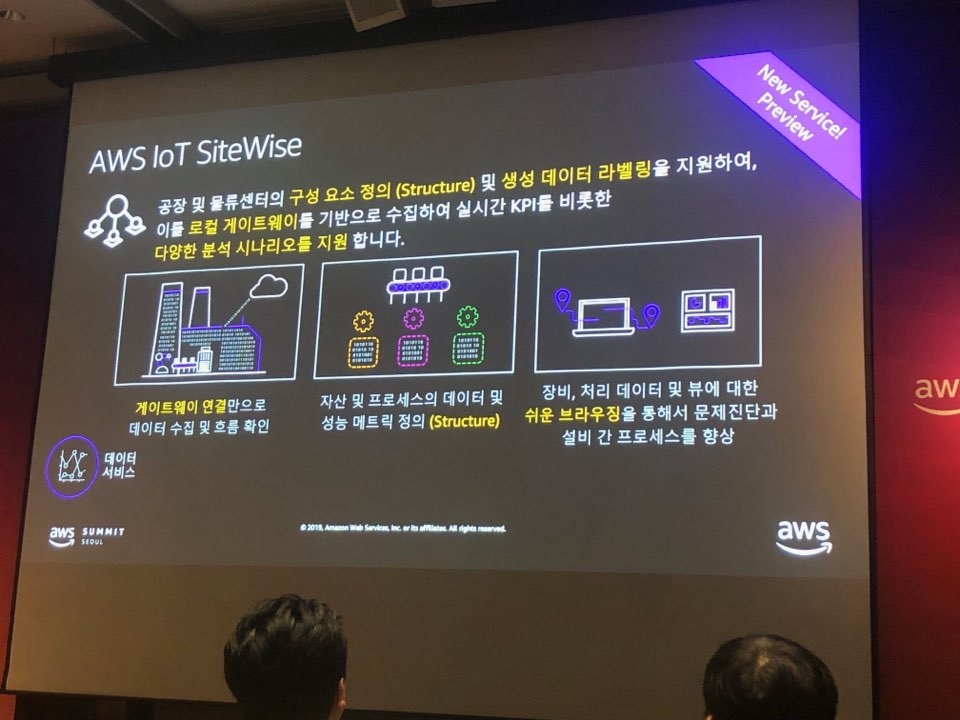 New Service!
Preview
AWS IoT SiteWise
공장 및 물류센터의 구성 요소 정의 (Structure) 및 생성 데이터 라벨링을 지원하여,
이들 로컬 게이트웨이를 기반으로 수집하여 실시간 KPI를 비롯한
다양한 분석 시나리오를 지원 합니다.
게이트웨이 연결만으로
데이터 수집 및 흐름 확인
자산 및 프로세스의 데이터 및
성능 메트릭 정의 (Structure)
장비, 처리 데이터 및 뷰에 대한
쉬운 브라우징을 통해서 문제진단과
설비 간 프로세스를 향상
데이터
서비스
aws SUMMIT
SEOUL
© 2019, Amazon Web Services, Inc. or its affiliates. All rights reserved.
aws
aw